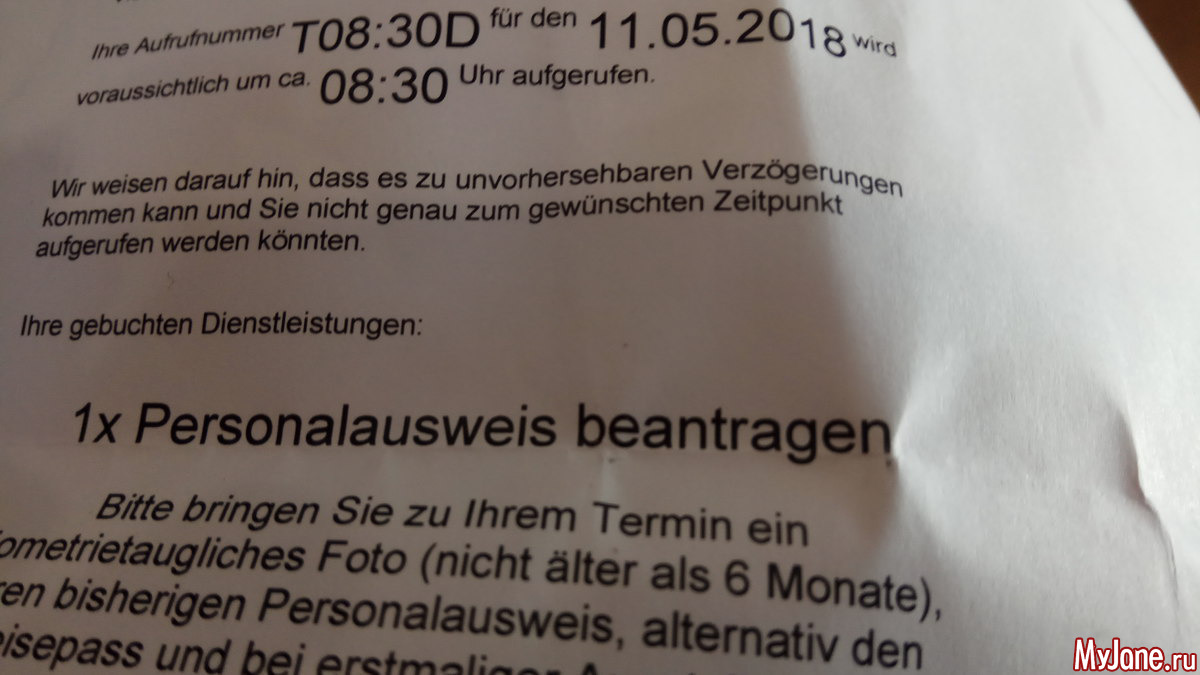 Ihre Aufrufnummer T08:30D für den 11.05.2018 wird
voraussichtlich um ca. 08:30 Uhr aufgerufen.
Wir weisen darauf hin, dass es zu unvorhersehbaren Verzögerungen
kommen kann und Sie nicht genau zum gewünschten Zeitpunkt
aufgerufen werden könnten.
Ihre gebuchten Dienstleistungen:
1x Personalausweis beantragen
Bitte bringen Sie zu Ihrem Termin ein
ometrietaugliches Foto (nicht älter als 6 Monate),
ren bisherigen Personalausweis, alternativ den
eisepass und bei erstmaliger
MyJane.ru